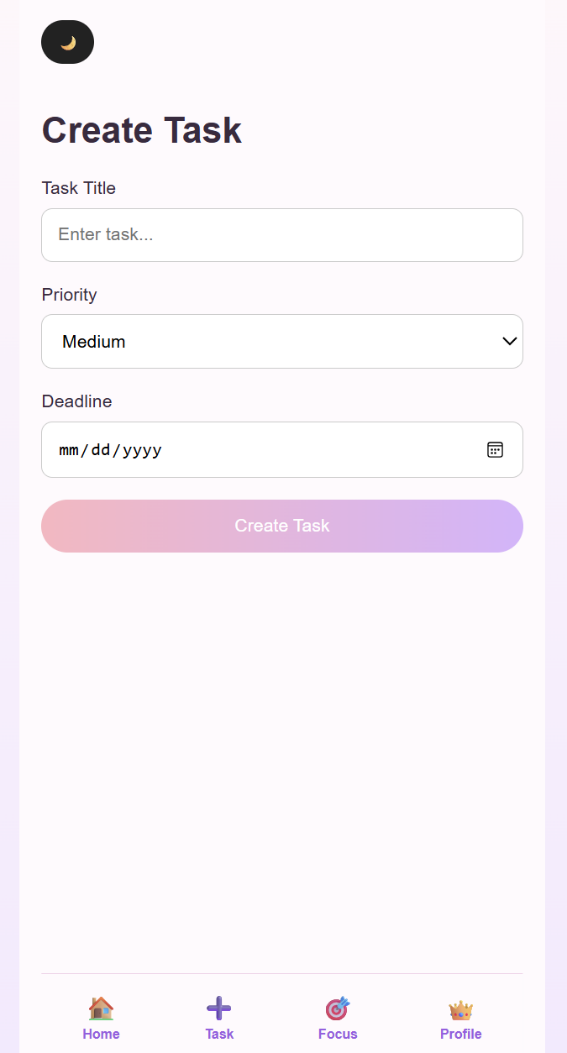 Create Task
Task Title
Enter task...
Priority
Medium
Deadline
mm/dd/yyyy
Create Task
Home Task Focus Profile